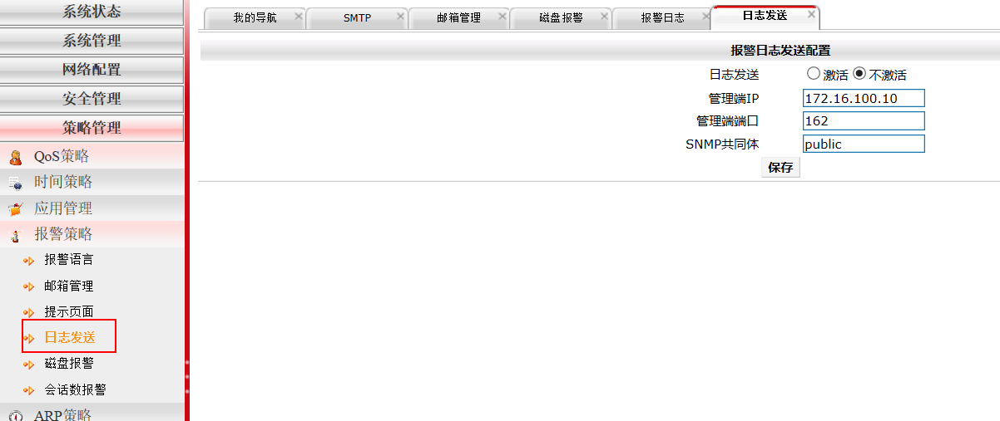 系统状态
系统管理
网络配置
安全管理
策略管理
QoS策略
时间策略
应用管理
报警策略
报警语言
邮箱管理
提示页面
日志发送
磁盘报警
会话数报警
ARP策略
我的导航
SMTP
邮箱管理
磁盘报警
报警日志
日志发送
报警日志发送配置
日志发送 激活 不激活
管理端IP 172.16.100.10
管理端端口 162
SNMP共同体 public
保存